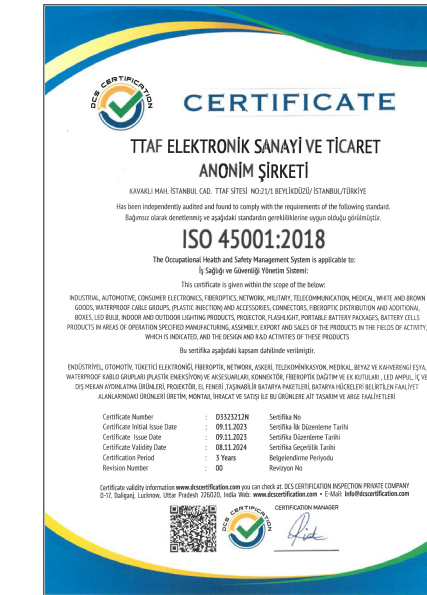 DCS CERTIFICATION
CERTIFICATE
TTAF ELEKTRONİK SANAYİ VE TİCARET
ANONİM ŞİRKETİ
KAVAKLI MAH. İSTANBUL CAD. TTAF SİTESİ NO:21/1 BEYLİKDÜZÜ/ İSTANBUL/TÜRKİYE
Has been independently audited and found to comply with the requirements of the following standard.
Bağımsız olarak denetlenmiş ve aşağıdaki standardın gerekliliklerine uygun olduğu görülmüştür.
ISO 45001:2018
The Occupational Health and Safety Management System is applicable to:
İş Sağlığı ve Güvenliği Yönetim Sistemi:
This certificate is given within the scope of the below:
INDUSTRIAL, AUTOMOTIVE, CONSUMER ELECTRONICS, FIBEROPTICS, NETWORK, MILITARY, TELECOMMUNICATION, MEDICAL, WHITE AND BROWN
GOODS, WATERPROOF CABLE GROUPS, (PLASTIC INJECTION) AND ACCESSORIES, CONNECTORS, FIBEROPTIC DISTRIBUTION AND ADDITIONAL
BOXES, LED BULB, INDOOR AND OUTDOOR LIGHTING PRODUCTS, PROJECTOR, FLASHLIGHT, PORTABLE BATTERY PACKAGES, BATTERY CELLS
PRODUCTS IN AREAS OF OPERATION SPECIFIED MANUFACTURING, ASSEMBLY, EXPORT AND SALES OF THE PRODUCTS IN THE FIELDS OF ACTIVITY,
WHICH IS INDICATED, AND THE DESIGN AND R&D ACTIVITIES OF THESE PRODUCTS
Bu sertifika aşağıdaki kapsam dahilinde verilmiştir.
ENDÜSTRİYEL, OTOMOTİV, TÜKETİCİ ELEKTRONİĞİ, FİBEROPTİK, NETWORK, ASKERİ, TELEKOMİNİKASYON, MEDİKAL, BEYAZ VE KAHVERENGİ EŞYA,
WATERPROOF KABLO GRUPLARI (PLASTİK ENJEKSİYON) VE AKSESUARLARI, KONNEKTÖR, FİBEROPTİK DAĞITIM VE EK KUTULARI , LED AMPUL, İÇ VE
DIŞ MEKAN AYDINLATMA ÜRÜNLERİ, PROJEKTÖR, EL FENERİ ,TAŞINABİLİR BATARYA PAKETLERİ, BATARYA HÜCRELERİ BELİRTİLEN FAALİYET
ALANLARINDAKİ ÜRÜNLERİ ÜRETİM, MONTAJ, İHRACAT VE SATIŞI İLE BU ÜRÜNLERE AİT TASARIM VE ARGE FAALİYETLERİ
Certificate Number : D3323212N Sertifika No
Certificate Initial Issue Date : 09.11.2023 Sertifika İlk Düzenleme Tarihi
Certificate Issue Date : 09.11.2023 Sertifika Düzenleme Tarihi
Certificate Validity Date : 08.11.2024 Sertifika Geçerlilik Tarihi
Certification Period : 3 Years Belgelendirme Periyodu
Revision Number : 00 Revizyon No
Certificate validity information www.dcscertification.com you can check at. DCS CERTIFICATION INSPECTION PRIVATE COMPANY
D-17, Daliganj, Lucknow, Uttar Pradesh 226020, India Web: www.dcscertification.com • E-Mail: info@dcscertification.com
DCS CERTIFICATION
CERTIFICATION MANAGER